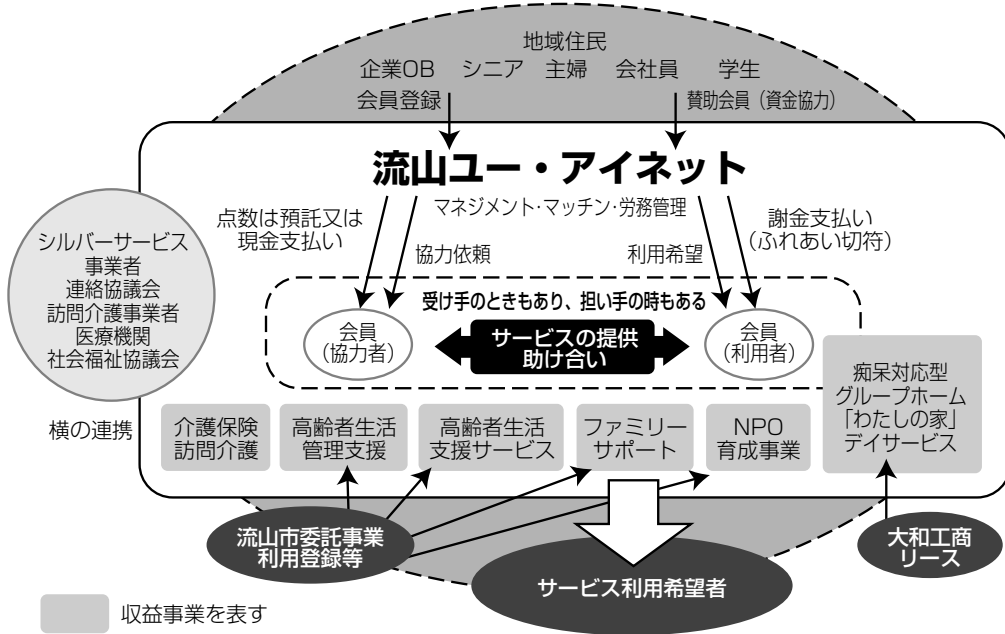 地域住民
企業OB シニア 主婦 会社員 学生
会員登録
賛助会員（資金協力）
流山ユー・アイネット
マネジメント・マッチン・労務管理
点数は預託又は
現金支払い
協力依頼
利用希望
謝金支払い
（ふれあい切符）
シルバーサービス
事業者
連絡協議会
訪問介護事業者
医療機関
社会福祉協議会
横の連携
受け手のときもあり、担い手の時もある
会員
（協力者）
サービスの提供
助け合い
会員
（利用者）
介護保険
訪問介護
高齢者生活
管理支援
高齢者生活
支援サービス
ファミリー
サポート
NPO
育成事業
痴呆対応型
グループホーム
「わたしの家」
デイサービス
流山市委託事業
利用登録等
サービス利用希望者
大和工商
リース
収益事業を表す